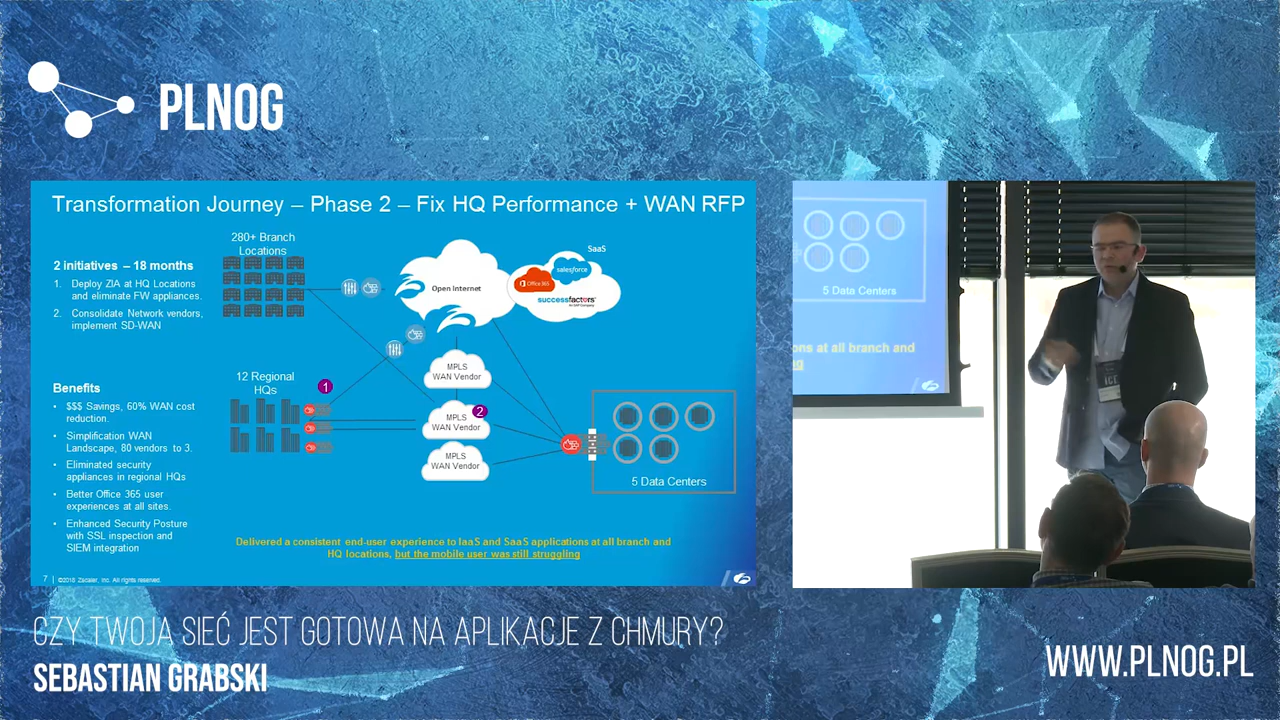 PLNOG
Transformation Journey – Phase 2 – Fix HQ Performance + WAN RFP
2 initiatives – 18 months
1. Deploy ZIA at HQ Locations
and eliminate FW appliances.
2. Consolidate Network vendors,
implement SD-WAN
Benefits
• $$$ Savings, 60% WAN cost
reduction.
• Simplification WAN
Landscape, 80 vendors to 3.
• Eliminated security
appliances in regional HQs
• Better Office 365 user
experiences at all sites.
• Enhanced Security Posture
with SSL inspection and
SIEM integration
280+ Branch
Locations
12 Regional
HQs
1
Open Internet
SaaS
Office 365
salesforce
successfactors
MPLS
WAN Vendor
MPLS
WAN Vendor
2
MPLS
WAN Vendor
5 Data Centers
Delivered a consistent end-user experience to IaaS and SaaS applications at all branch and
HQ locations, but the mobile user was still struggling
7 | ©2018 Zscaler, Inc. All rights reserved.
5 Data Centers
ons at all branch and
CZY TWOJA SIEĆ JEST GOTOWA NA APLIKACJE Z CHMURY?
SEBASTIAN GRABSKI
WWW.PLNOG.PL